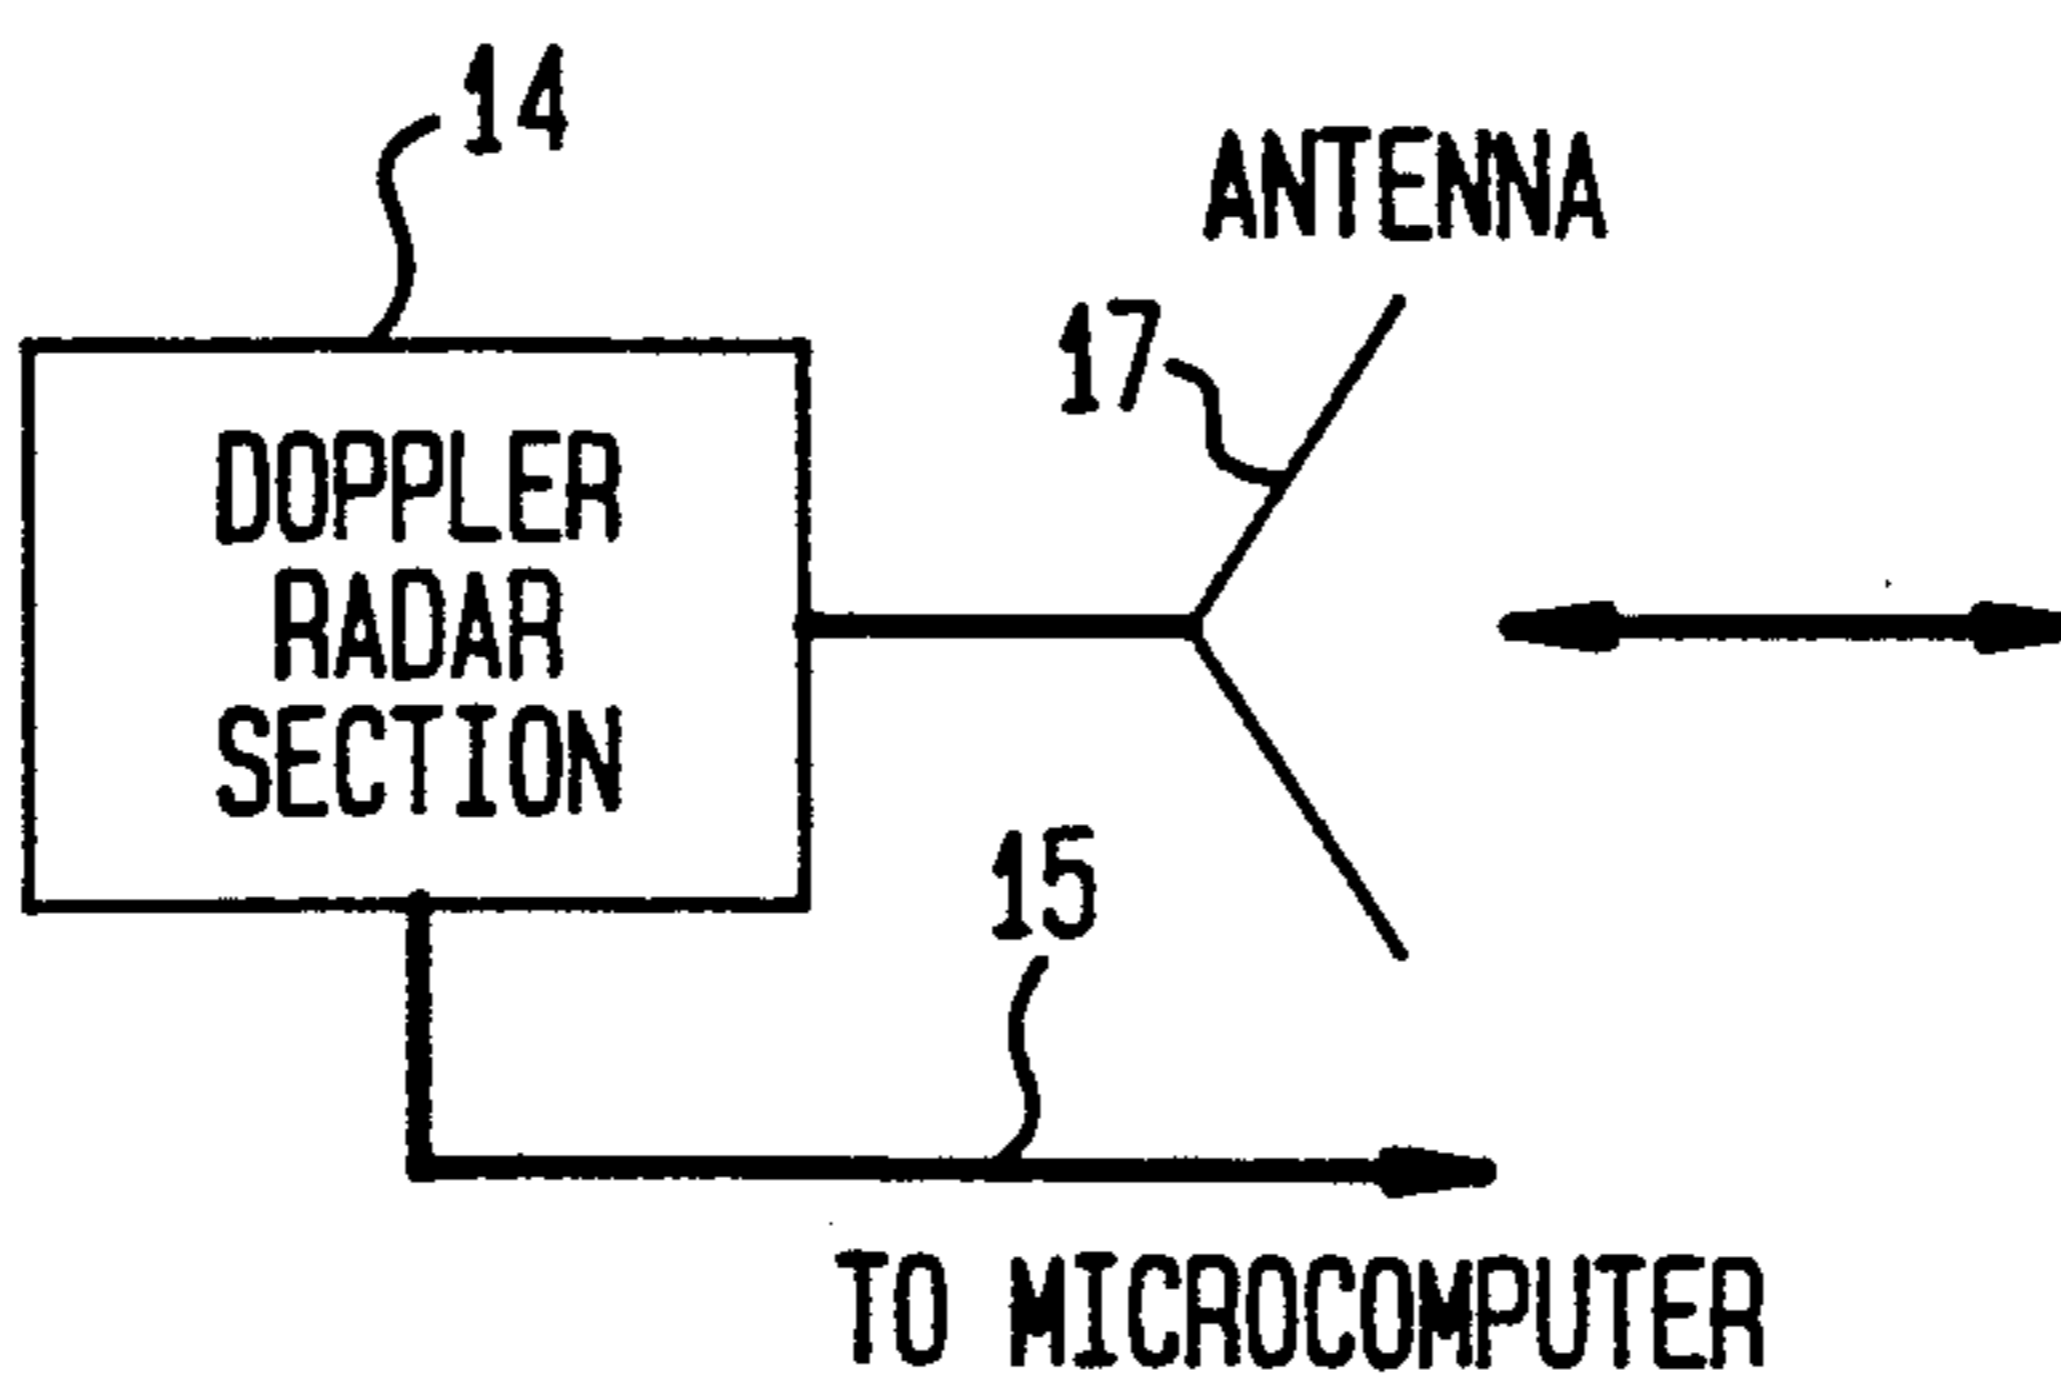 14
ANTENNA
17
DOPPLER
RADAR
SECTION
15
TO MICROCOMPUTER